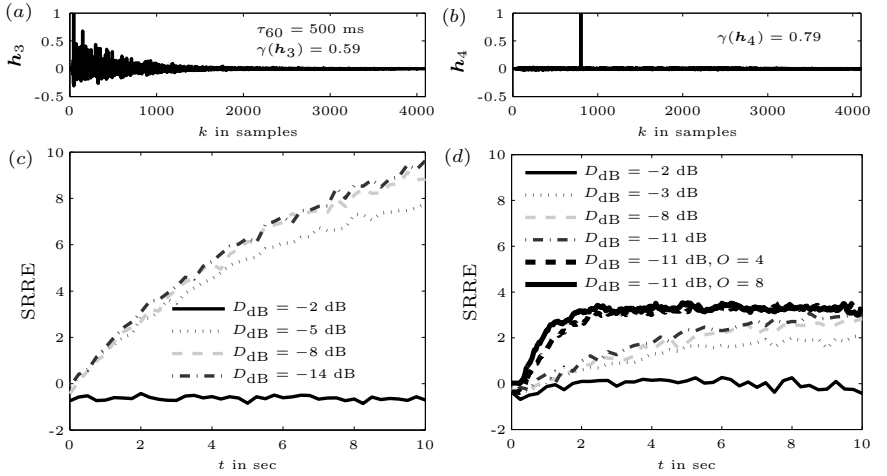 (a)
1
0.5
0
-0.5
h3
τ60 = 500 ms
γ(h3) = 0.59
0 1000 2000 3000 4000
k in samples
(b)
1
0.5
0
-0.5
h4
γ(h4) = 0.79
0 1000 2000 3000 4000
k in samples
(c)
10
8
6
4
2
0
-2
SRRE
DdB = −2 dB
DdB = −5 dB
DdB = −8 dB
DdB = −14 dB
0 2 4 6 8 10
t in sec
(d)
10
8
6
4
2
0
-2
SRRE
DdB = −2 dB
DdB = −3 dB
DdB = −8 dB
DdB = −11 dB
DdB = −11 dB, O = 4
DdB = −11 dB, O = 8
0 2 4 6 8 10
t in sec